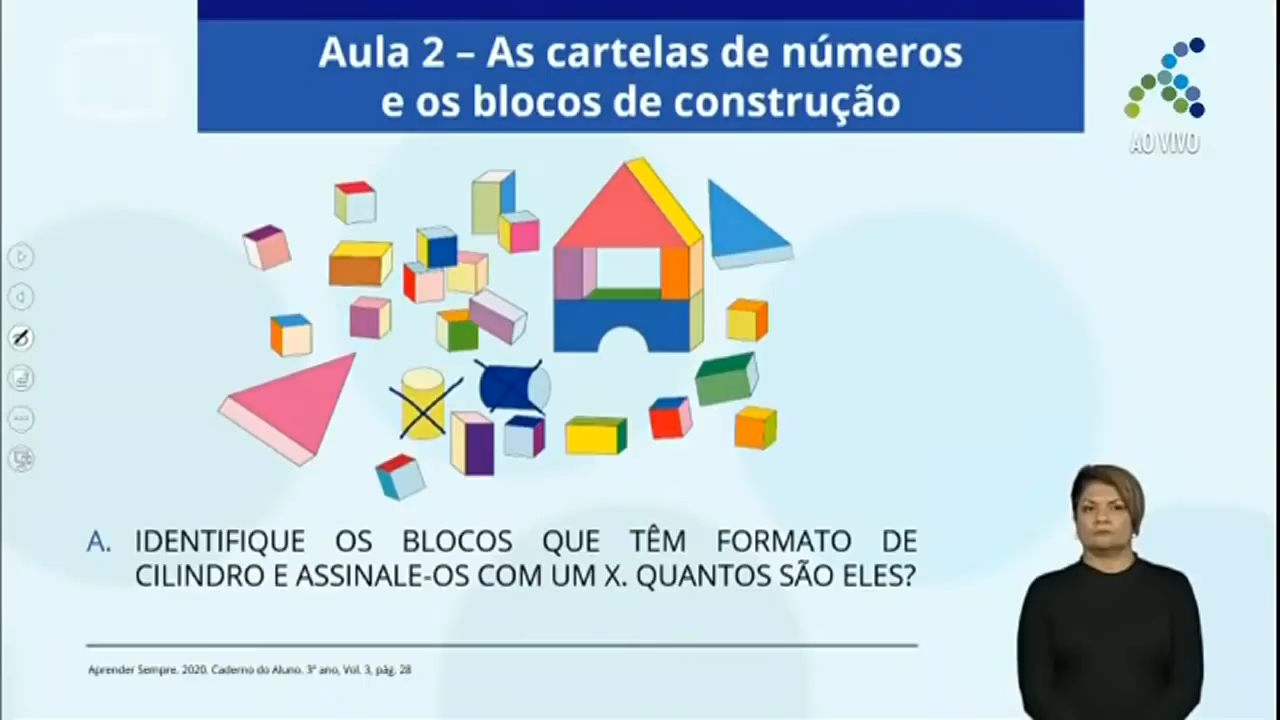 Aula 2 – As cartelas de números
e os blocos de construção
AO VIVO
A. IDENTIFIQUE OS BLOCOS QUE TÊM FORMATO DE
CILINDRO E ASSINALE-OS COM UM X. QUANTOS SÃO ELES?
Aprender Sempre. 2020. Caderno do Aluno. 3º ano, Vol. 3, pág. 28